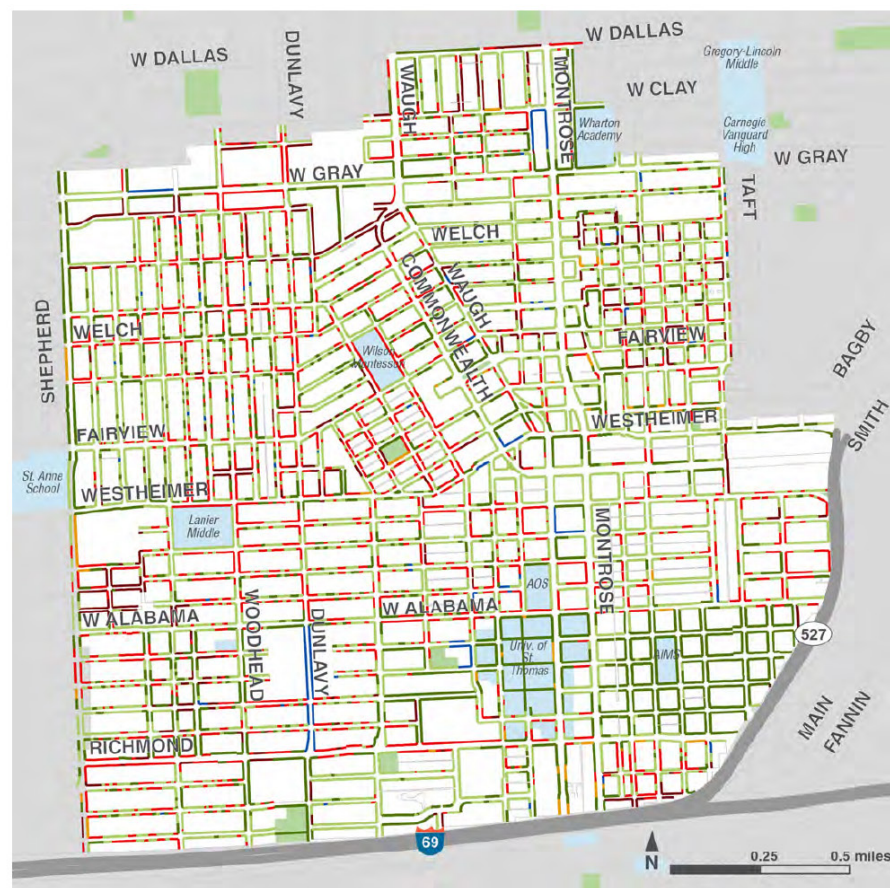 W DALLAS
DUNLAVY
WAUGH
W DALLAS
MONTROSE
Gregory-Lincoln
Middle
W CLAY
Wharton
Academy
Carnegie
Vanguard
High
W GRAY
W GRAY
TAFT
WELCH
COMMONWEALTH
WAUGH
SHEPHERD
WELCH
Wilson
Montessori
FAIRVIEW
BAGBY
SMITH
FAIRVIEW
WESTHEIMER
St. Anne
School
WESTHEIMER
Lanier
Middle
MONTROSE
AOS
W ALABAMA
WOODHEAD
DUNLAVY
W ALABAMA
527
Univ. of
St
Thomas
AIMS
MAIN
FANNIN
RICHMOND
69
N
0.25
0.5 miles